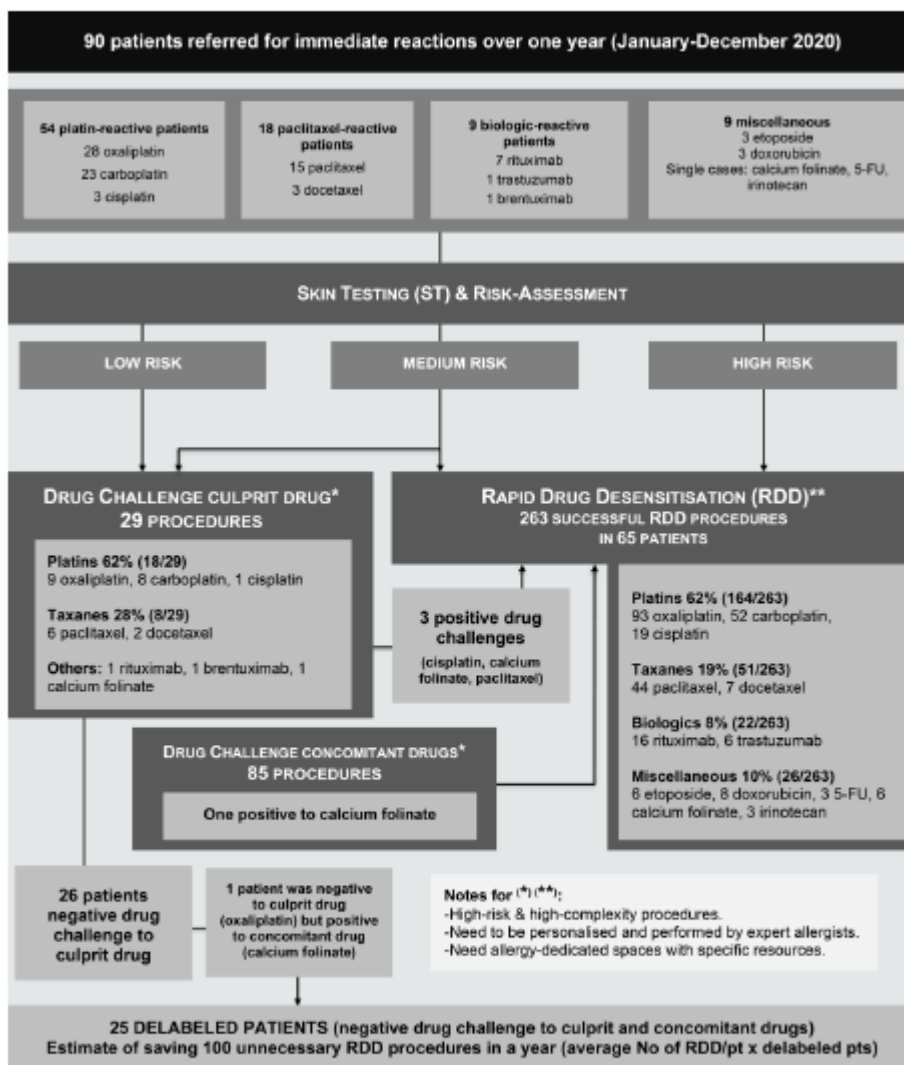 90 patients referred for immediate reactions over one year (January-December 2020)
54 platin-reactive patients
28 oxaliplatin
23 carboplatin
3 cisplatin
18 paclitaxel-reactive
patients
15 paclitaxel
3 docetaxel
9 biologic-reactive
patients
7 rituximab
1 trastuzumab
1 brentuximab
9 miscellaneous
3 etoposide
3 doxorubicin
Single cases: calcium folinate, 5-FU,
irinotecan
SKIN TESTING (ST) & RISK-ASSESSMENT
LOW RISK
MEDIUM RISK
HIGH RISK
DRUG CHALLENGE CULPRIT DRUG*
29 PROCEDURES
Platins 62% (18/29)
9 oxaliplatin, 8 carboplatin, 1 cisplatin
Taxanes 28% (8/29)
6 paclitaxel, 2 docetaxel
Others: 1 rituximab, 1 brentuximab, 1
calcium folinate
RAPID DRUG DESENSITISATION (RDD)**
263 SUCCESSFUL RDD PROCEDURES
IN 65 PATIENTS
Platins 62% (164/263)
93 oxaliplatin, 52 carboplatin,
19 cisplatin
Taxanes 19% (51/263)
44 paclitaxel, 7 docetaxel
Biologics 8% (22/263)
16 rituximab, 6 trastuzumab
Miscellaneous 10% (26/263)
6 etoposide, 8 doxorubicin, 3 5-FU, 6
calcium folinate, 3 irinotecan
3 positive drug
challenges
(cisplatin, calcium
folinate, paclitaxel)
DRUG CHALLENGE CONCOMITANT DRUGS*
85 PROCEDURES
One positive to calcium folinate
26 patients
negative drug
challenge to
culprit drug
1 patient was negative
to culprit drug
(oxaliplatin) but positive
to concomitant drug
(calcium folinate)
Notes for (*) (**):
-High-risk & high-complexity procedures.
-Need to be personalised and performed by expert allergists.
-Need allergy-dedicated spaces with specific resources.
25 DELABELED PATIENTS (negative drug challenge to culprit and concomitant drugs)
Estimate of saving 100 unnecessary RDD procedures in a year (average No of RDD/pt x delabeled pts)